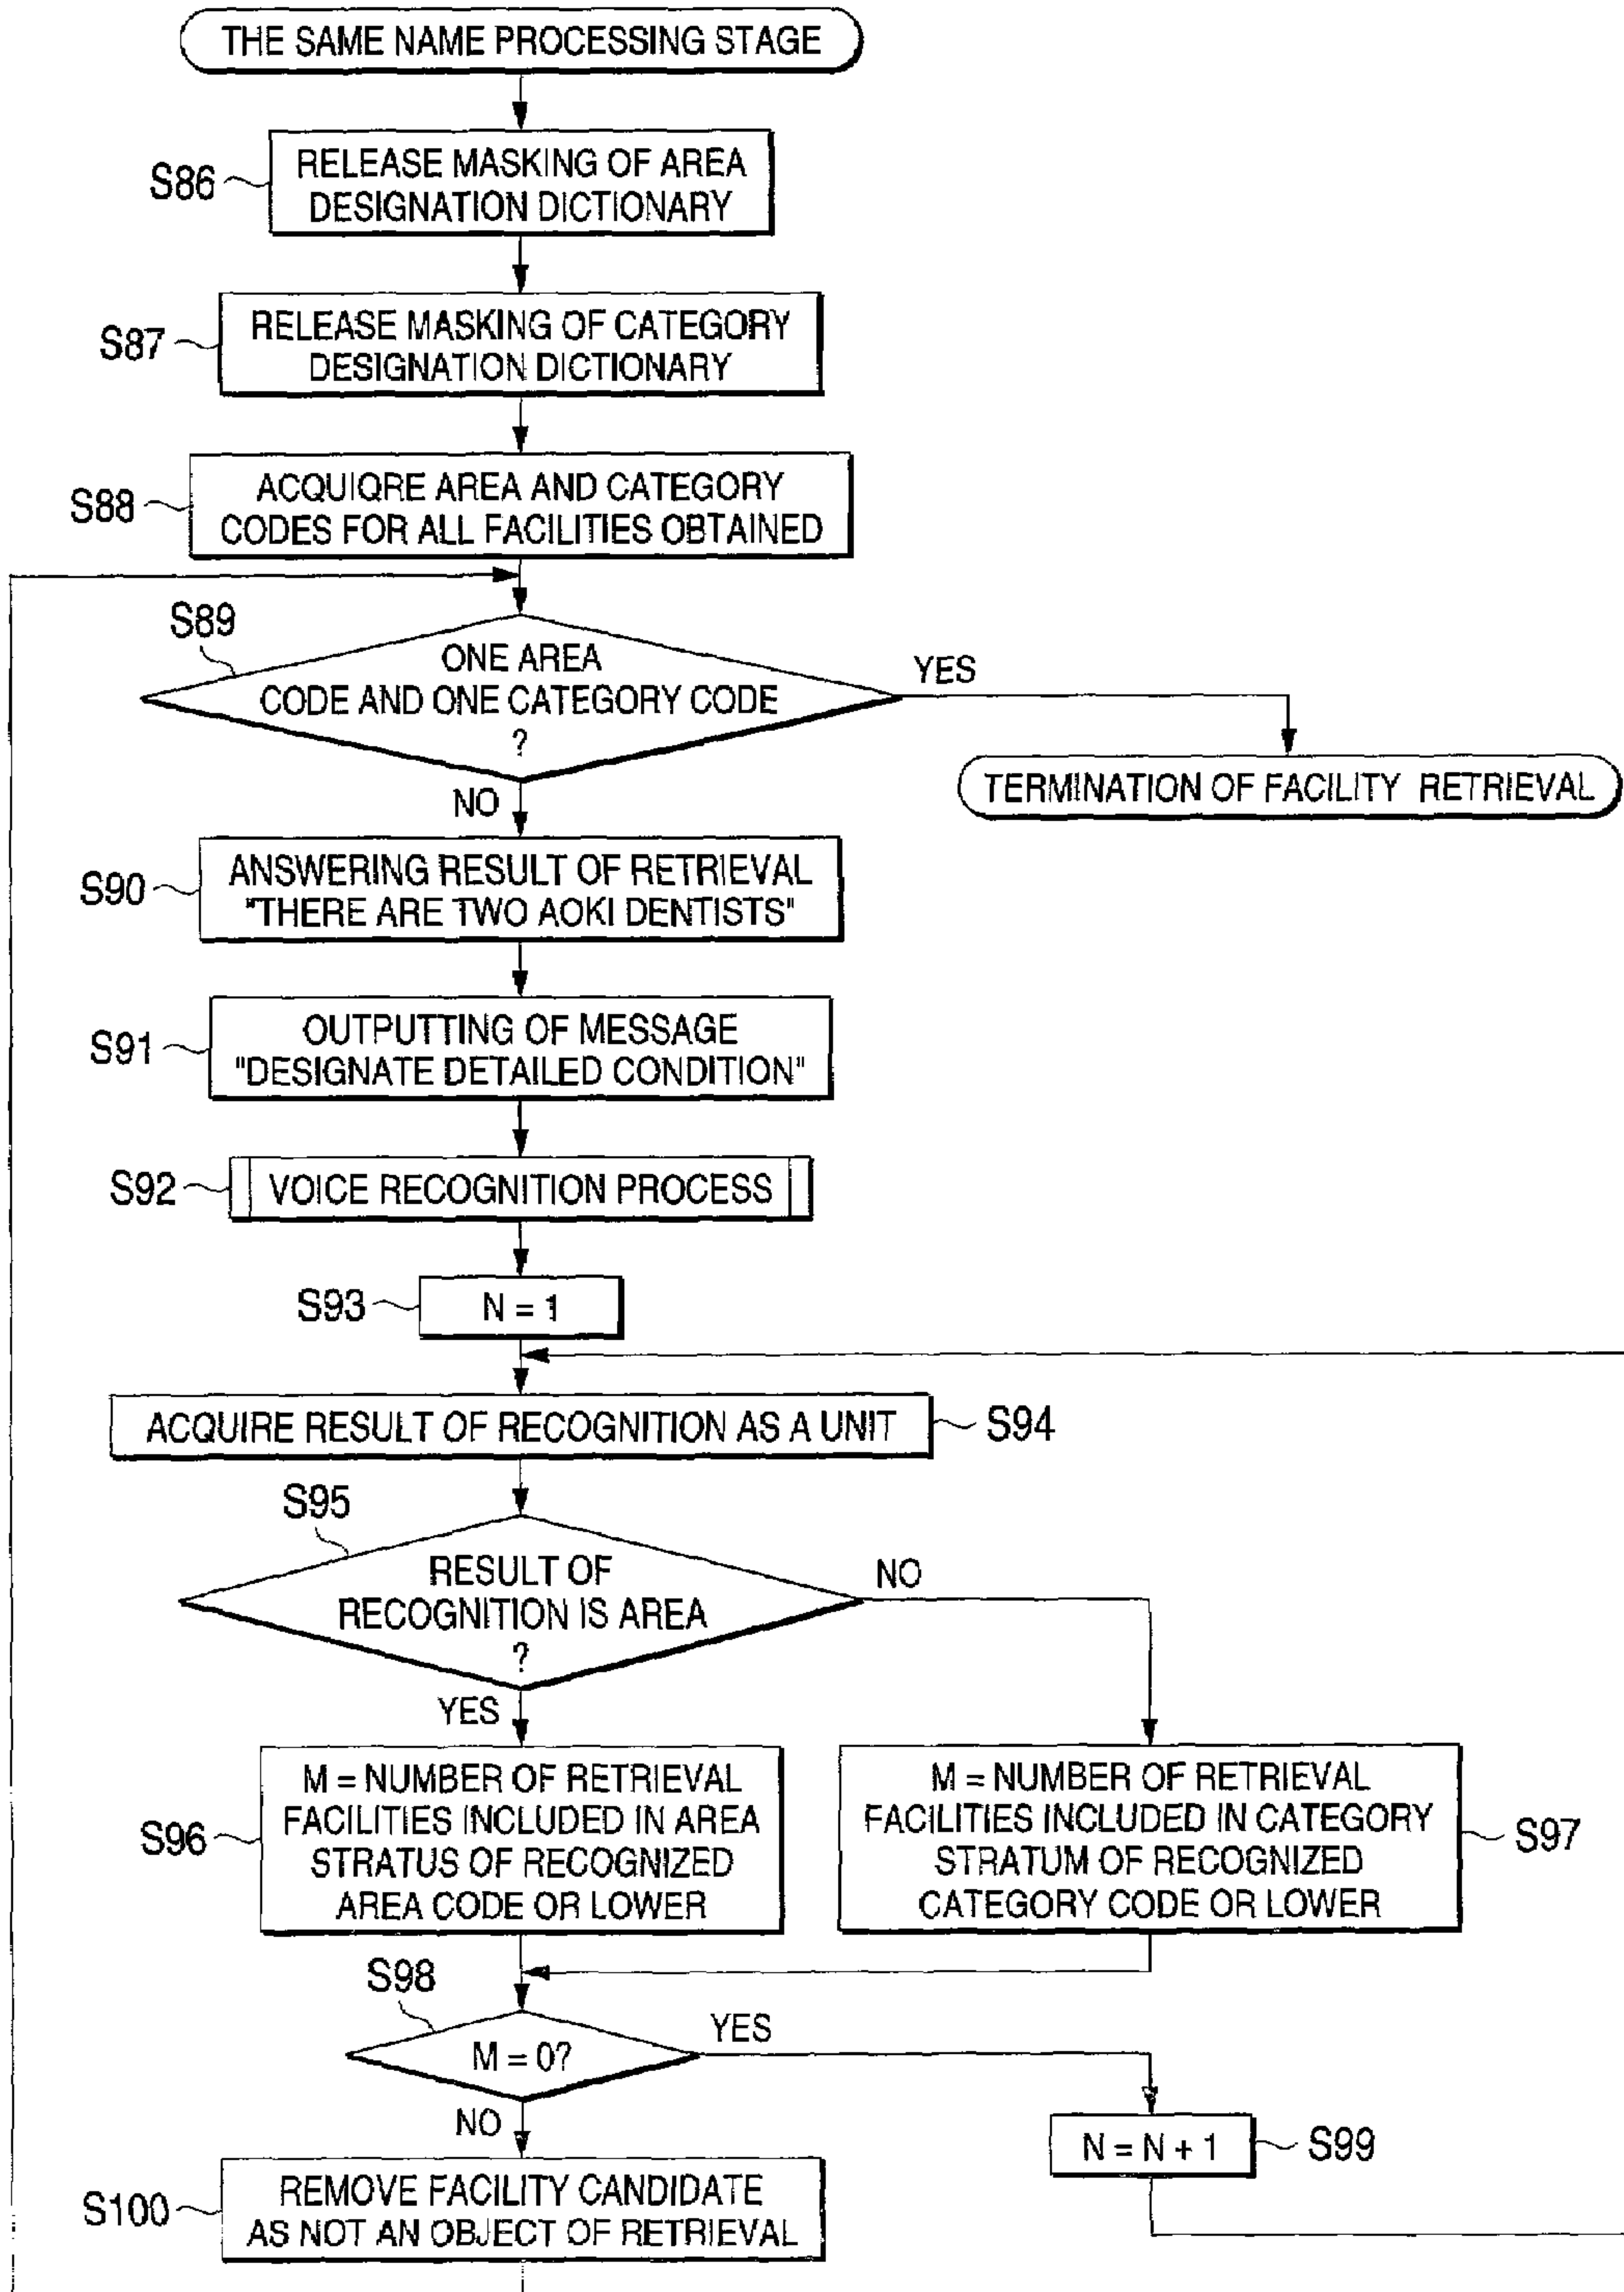 THE SAME NAME PROCESSING STAGE
S86
RELEASE MASKING OF AREA
DESIGNATION DICTIONARY
S87
RELEASE MASKING OF CATEGORY
DESIGNATION DICTIONARY
S88
ACQUIQRE AREA AND CATEGORY
CODES FOR ALL FACILITIES OBTAINED
S89
ONE AREA
CODE AND ONE CATEGORY CODE
?
YES
TERMINATION OF FACILITY RETRIEVAL
NO
S90
ANSWERING RESULT OF RETRIEVAL
"THERE ARE TWO AOKI DENTISTS"
S91
OUTPUTTING OF MESSAGE
"DESIGNATE DETAILED CONDITION"
S92
VOICE RECOGNITION PROCESS
S93
N = 1
ACQUIRE RESULT OF RECOGNITION AS A UNIT
S94
S95
RESULT OF
RECOGNITION IS AREA
?
NO
YES
S96
M = NUMBER OF RETRIEVAL
FACILITIES INCLUDED IN AREA
STRATUS OF RECOGNIZED
AREA CODE OR LOWER
M = NUMBER OF RETRIEVAL
FACILITIES INCLUDED IN CATEGORY
STRATUM OF RECOGNIZED
CATEGORY CODE OR LOWER
S97
S98
M = 0?
YES
NO
N = N + 1
S99
S100
REMOVE FACILITY CANDIDATE
AS NOT AN OBJECT OF RETRIEVAL